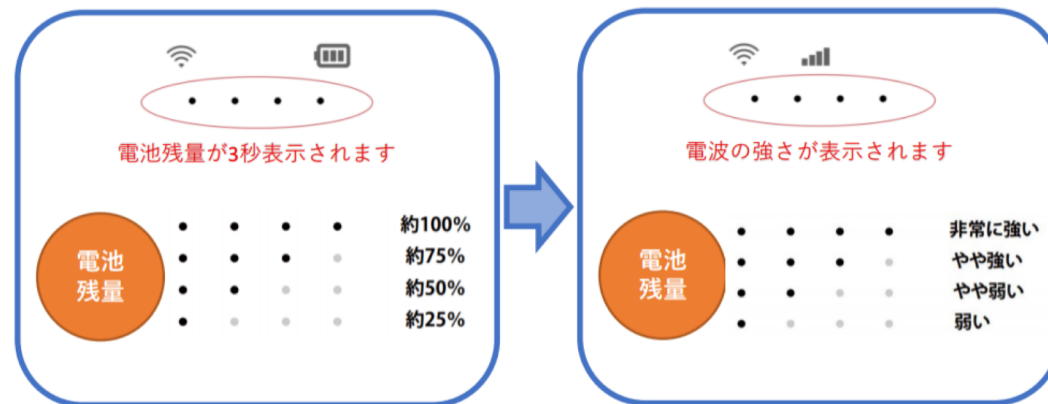 電池残量が3秒表示されます
電池
残量
約100%
約75%
約50%
約25%
電波の強さが表示されます
電池
残量
非常に強い
やや強い
やや弱い
弱い